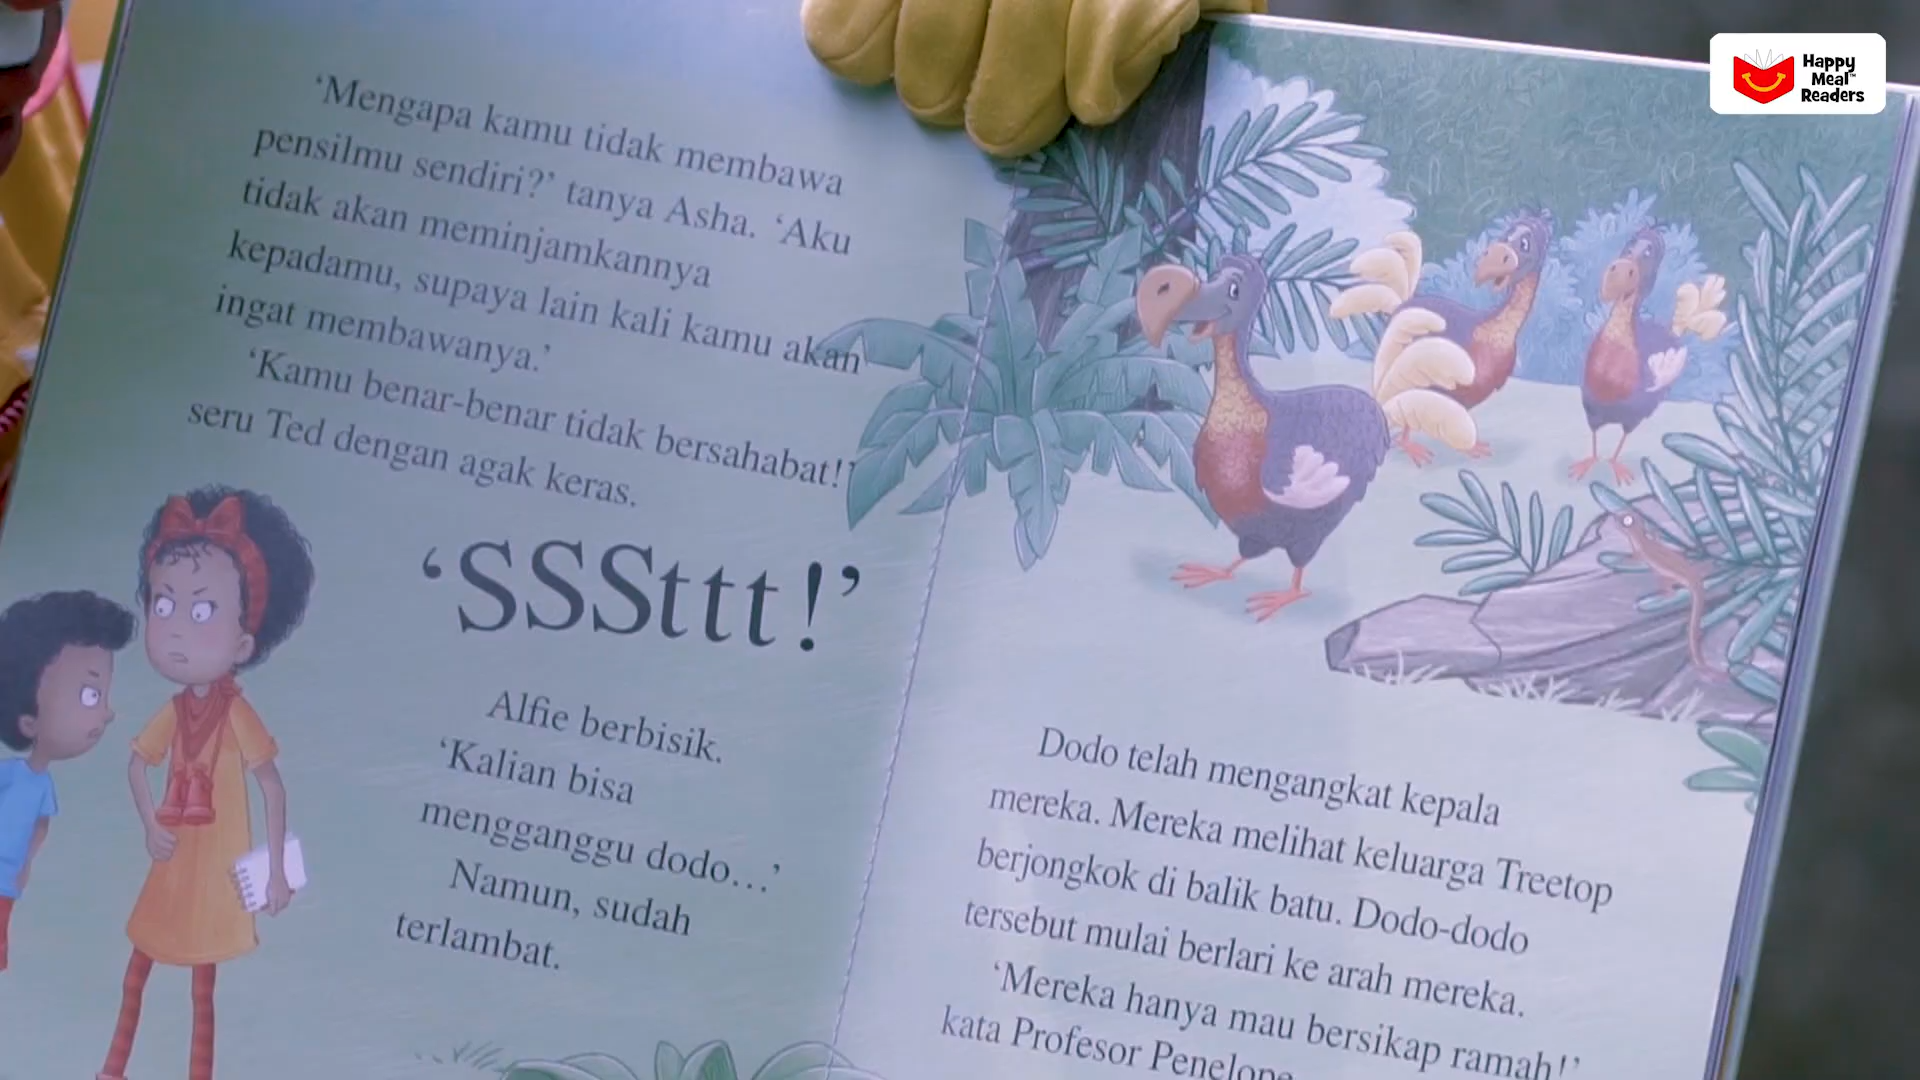 ‘Mengapa kamu tidak membawa
pensilmu sendiri?’ tanya Asha. ‘Aku
tidak akan meminjamkannya
kepadamu, supaya lain kali kamu akan
ingat membawanya.’
‘Kamu benar-benar tidak bersahabat!’
seru Ted dengan agak keras.
‘SSSttt!’
Alfie berbisik.
‘Kalian bisa
mengganggu dodo...’
Namun, sudah
terlambat.
Dodo telah mengangkat kepala
mereka. Mereka melihat keluarga Treetop
berjongkok di balik batu. Dodo-dodo
tersebut mulai berlari ke arah mereka.
‘Mereka hanya mau bersikap ramah!’
kata Profesor Penelope
Happy
Meal™
Readers